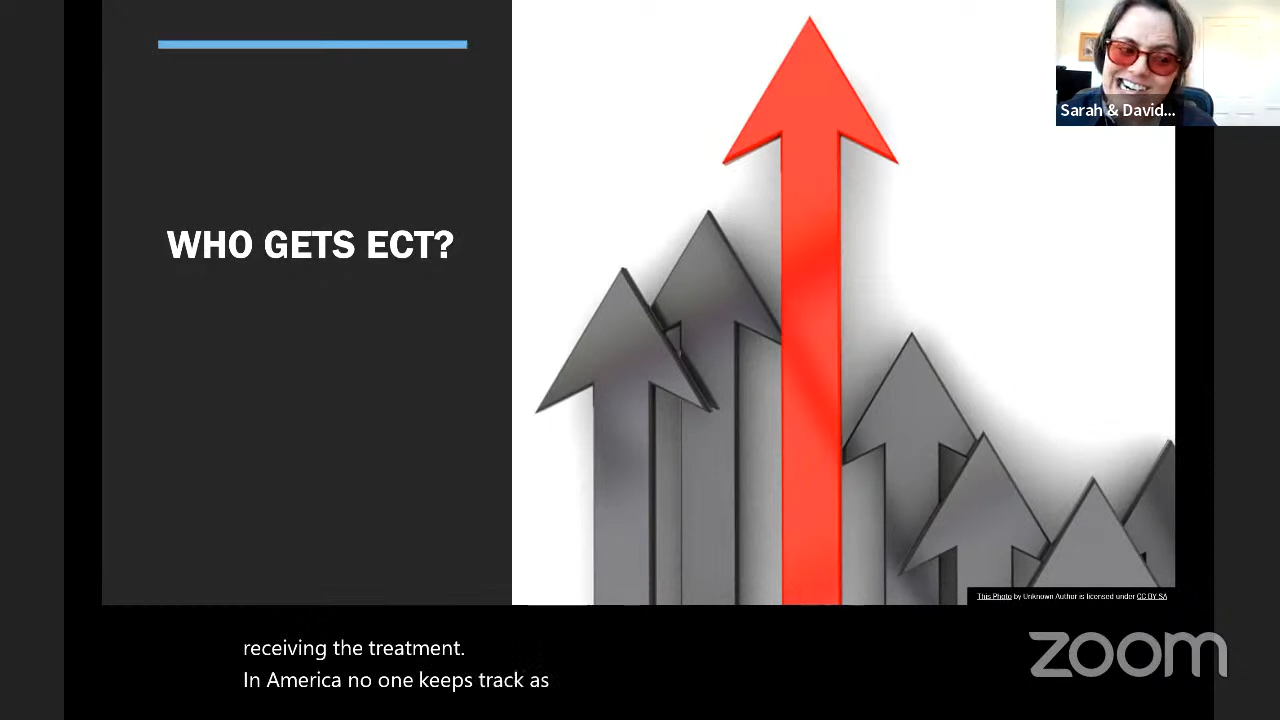 Sarah & David...
WHO GETS ECT?
This Photo by Unknown Author is licensed under CC BY-SA
receiving the treatment.
In America no one keeps track as
zoom